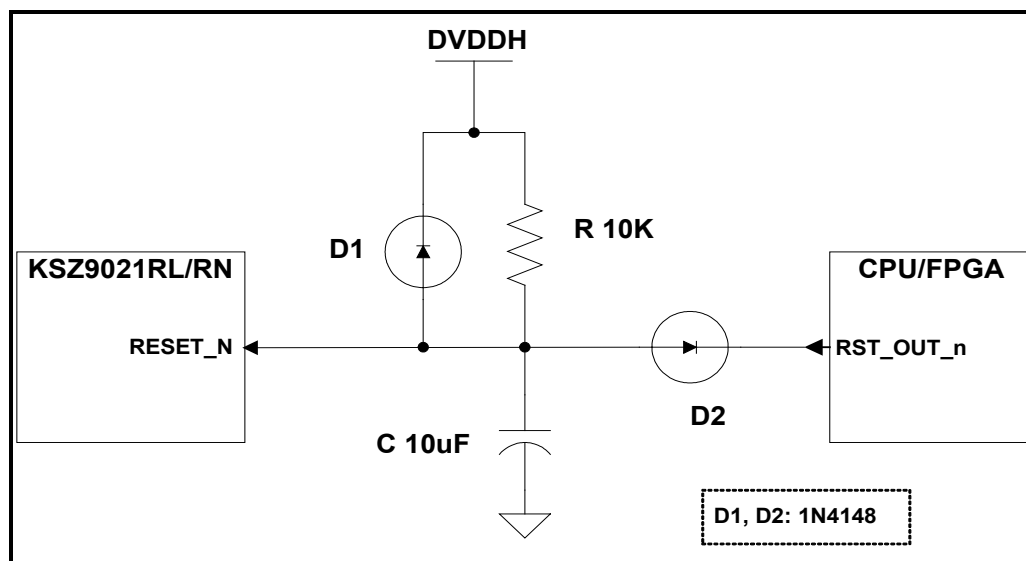 DVDDH
R 10K
D1
KSZ9021RL/RN
CPU/FPGA
RESET_N
RST_OUT_n
D2
C 10uF
D1, D2: 1N4148